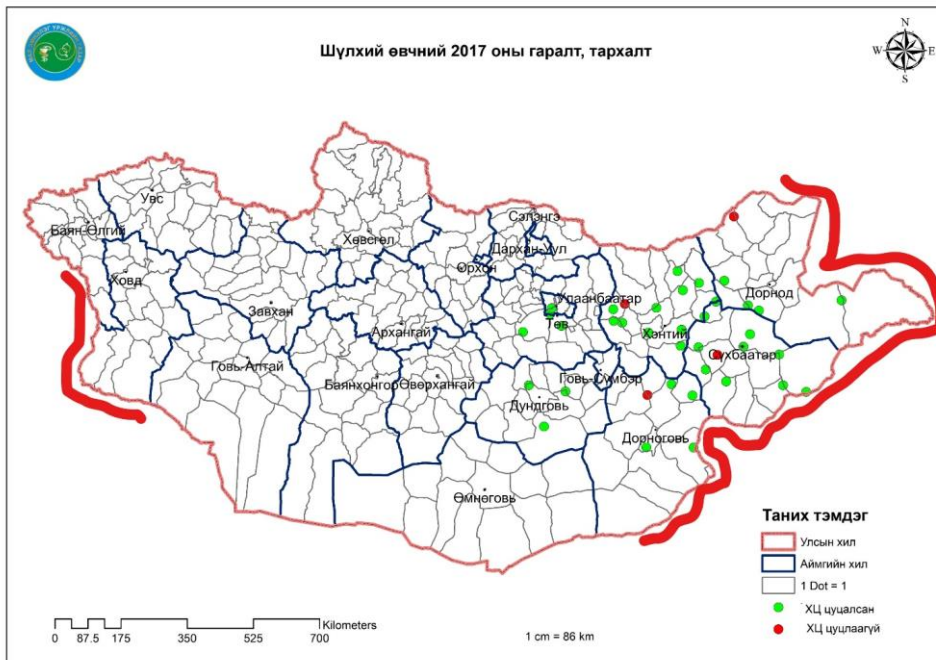 Шүлхий өвчний 2017 оны гаралт, тархалт
N
W E
S
Увс
Баян-Өлгий
Ховд
Хөвсгөл
Сэлэнгэ
Дархан-Уул
Орхон
Завхан
Архангай
Улаанбаатар
Төв
Хэнтий
Дорнод
Сүхбаатар
Говь-Алтай
Баянхонгор
Өвөрхангай
Говь-Сүмбэр
Дундговь
Дорноговь
Өмнөговь
Таних тэмдэг
Улсын хил
Аймгийн хил
1 Dot = 1
ХЦ цуцалсан
ХЦ цуцлаагүй
Kilometers
0 87.5 175 350 525 700
1 cm = 86 km